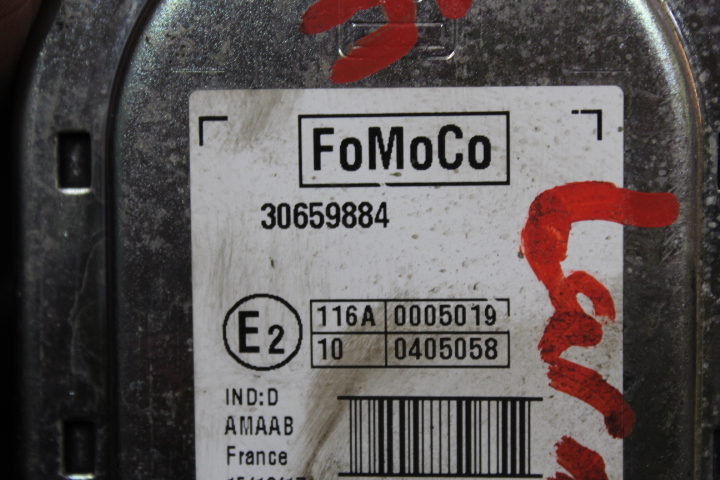 FoMoCo
30659884
E2
116A 0005019
10 0405058
IND:D
AMAAB
France